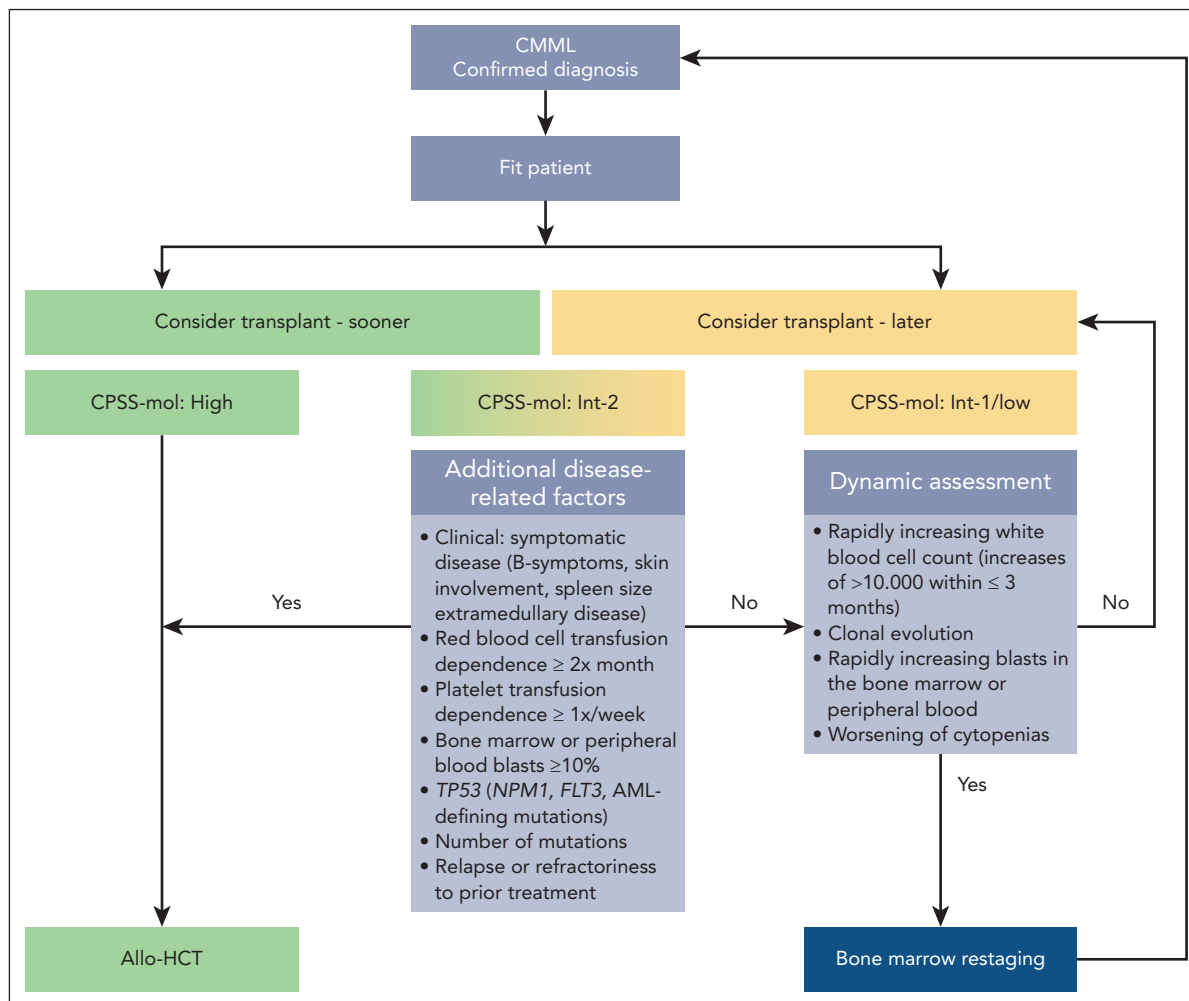 CMML
Confirmed diagnosis
Fit patient
Consider transplant - sooner
Consider transplant - later
CPSS-mol: High
CPSS-mol: Int-2
CPSS-mol: Int-1/low
Additional disease-
related factors
• Clinical: symptomatic
disease (B-symptoms, skin
involvement, spleen size
extramedullary disease)
• Red blood cell transfusion
dependence ≥ 2x month
• Platelet transfusion
dependence ≥ 1x/week
• Bone marrow or peripheral
blood blasts ≥10%
• TP53 (NPM1, FLT3, AML-
defining mutations)
• Number of mutations
• Relapse or refractoriness
to prior treatment
Dynamic assessment
• Rapidly increasing white
blood cell count (increases
of >10.000 within ≤ 3
months)
• Clonal evolution
• Rapidly increasing blasts in
the bone marrow or
peripheral blood
• Worsening of cytopenias
Yes
No
No
Yes
Allo-HCT
Bone marrow restaging